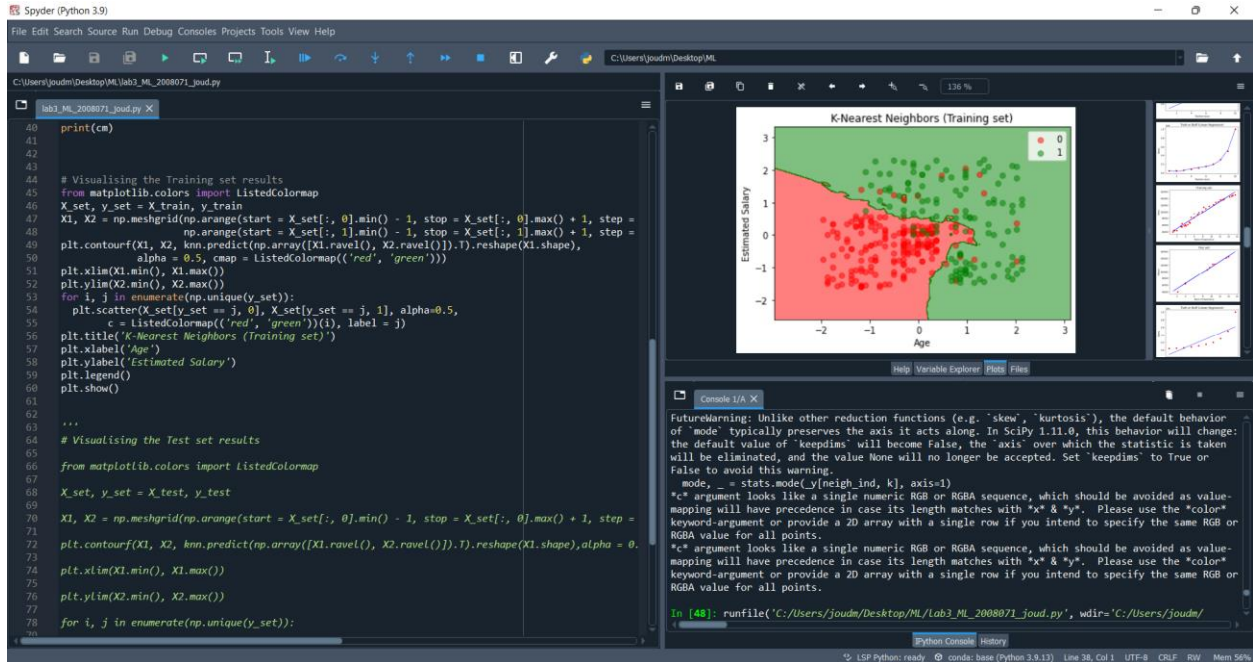 Spyder (Python 3.9)
File Edit Search Source Run Debug Consoles Projects Tools View Help
C:\Users\joudm\Desktop\ML
C:\Users\joudm\Desktop\ML\lab3_ML_2008071_joud.py
lab3_ML_2008071_joud.py
40 print(cm)
41
42
43
44 # Visualising the Training set results
45 from matplotlib.colors import ListedColormap
46 X_set, y_set = X_train, y_train
47 X1, X2 = np.meshgrid(np.arange(start = X_set[:, 0].min() - 1, stop = X_set[:, 0].max() + 1, step =
48 np.arange(start = X_set[:, 1].min() - 1, stop = X_set[:, 1].max() + 1, step =
49 plt.contourf(X1, X2, knn.predict(np.array([X1.ravel(), X2.ravel()]).T).reshape(X1.shape),
50 alpha = 0.5, cmap = ListedColormap(('red', 'green')))
51 plt.xlim(X1.min(), X1.max())
52 plt.ylim(X2.min(), X2.max())
53 for i, j in enumerate(np.unique(y_set)):
54 plt.scatter(X_set[y_set == j, 0], X_set[y_set == j, 1], alpha=0.5,
55 c = ListedColormap(('red', 'green'))(i), label = j)
56 plt.title('K-Nearest Neighbors (Training set)')
57 plt.xlabel('Age')
58 plt.ylabel('Estimated Salary')
59 plt.legend()
60 plt.show()
61
62
63 '''
64 # Visualising the Test set results
65
66 from matplotlib.colors import ListedColormap
67
68 X_set, y_set = X_test, y_test
69
70 X1, X2 = np.meshgrid(np.arange(start = X_set[:, 0].min() - 1, stop = X_set[:, 0].max() + 1, step =
71
72 plt.contourf(X1, X2, knn.predict(np.array([X1.ravel(), X2.ravel()]).T).reshape(X1.shape),alpha = 0.
73
74 plt.xlim(X1.min(), X1.max())
75
76 plt.ylim(X2.min(), X2.max())
77
78 for i, j in enumerate(np.unique(y_set)):
136 %
K-Nearest Neighbors (Training set)
0
1
3
2
1
0
−1
−2
Estimated Salary
−2 −1 0 1 2 3
Age
Help Variable Explorer Plots Files
Console 1/A
FutureWarning: Unlike other reduction functions (e.g. `skew`, `kurtosis`), the default behavior
of `mode` typically preserves the axis it acts along. In SciPy 1.11.0, this behavior will change:
the default value of `keepdims` will become False, the `axis` over which the statistic is taken
will be eliminated, and the value None will no longer be accepted. Set `keepdims` to True or
False to avoid this warning.
mode, _ = stats.mode(_y[neigh_ind, k], axis=1)
*c* argument looks like a single numeric RGB or RGBA sequence, which should be avoided as value-
mapping will have precedence in case its length matches with *x* & *y*. Please use the *color*
keyword-argument or provide a 2D array with a single row if you intend to specify the same RGB or
RGBA value for all points.
*c* argument looks like a single numeric RGB or RGBA sequence, which should be avoided as value-
mapping will have precedence in case its length matches with *x* & *y*. Please use the *color*
keyword-argument or provide a 2D array with a single row if you intend to specify the same RGB or
RGBA value for all points.
In [48]: runfile('C:/Users/joudm/Desktop/ML/lab3_ML_2008071_joud.py', wdir='C:/Users/joudm/
IPython Console History
LSP Python: ready conda: base (Python 3.9.13) Line 38, Col 1 UTF-8 CRLF RW Mem 56%